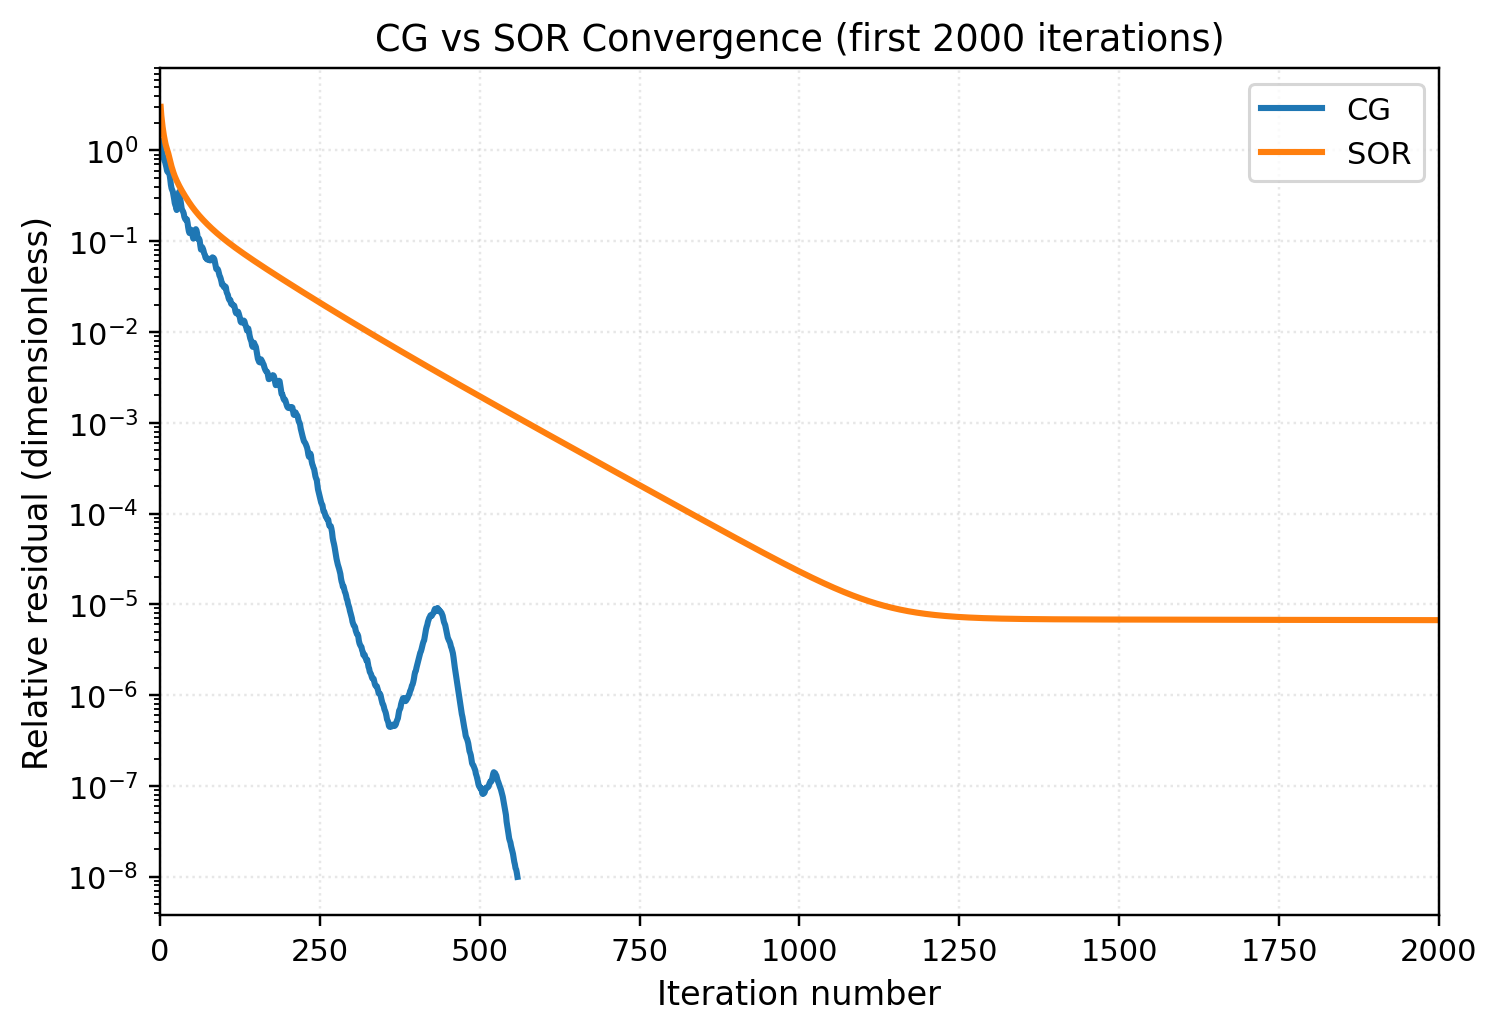 CG vs SOR Convergence (first 2000 iterations)
CG
SOR
Relative residual (dimensionless)
10⁰
10⁻¹
10⁻²
10⁻³
10⁻⁴
10⁻⁵
10⁻⁶
10⁻⁷
10⁻⁸
0 250 500 750 1000 1250 1500 1750 2000
Iteration number